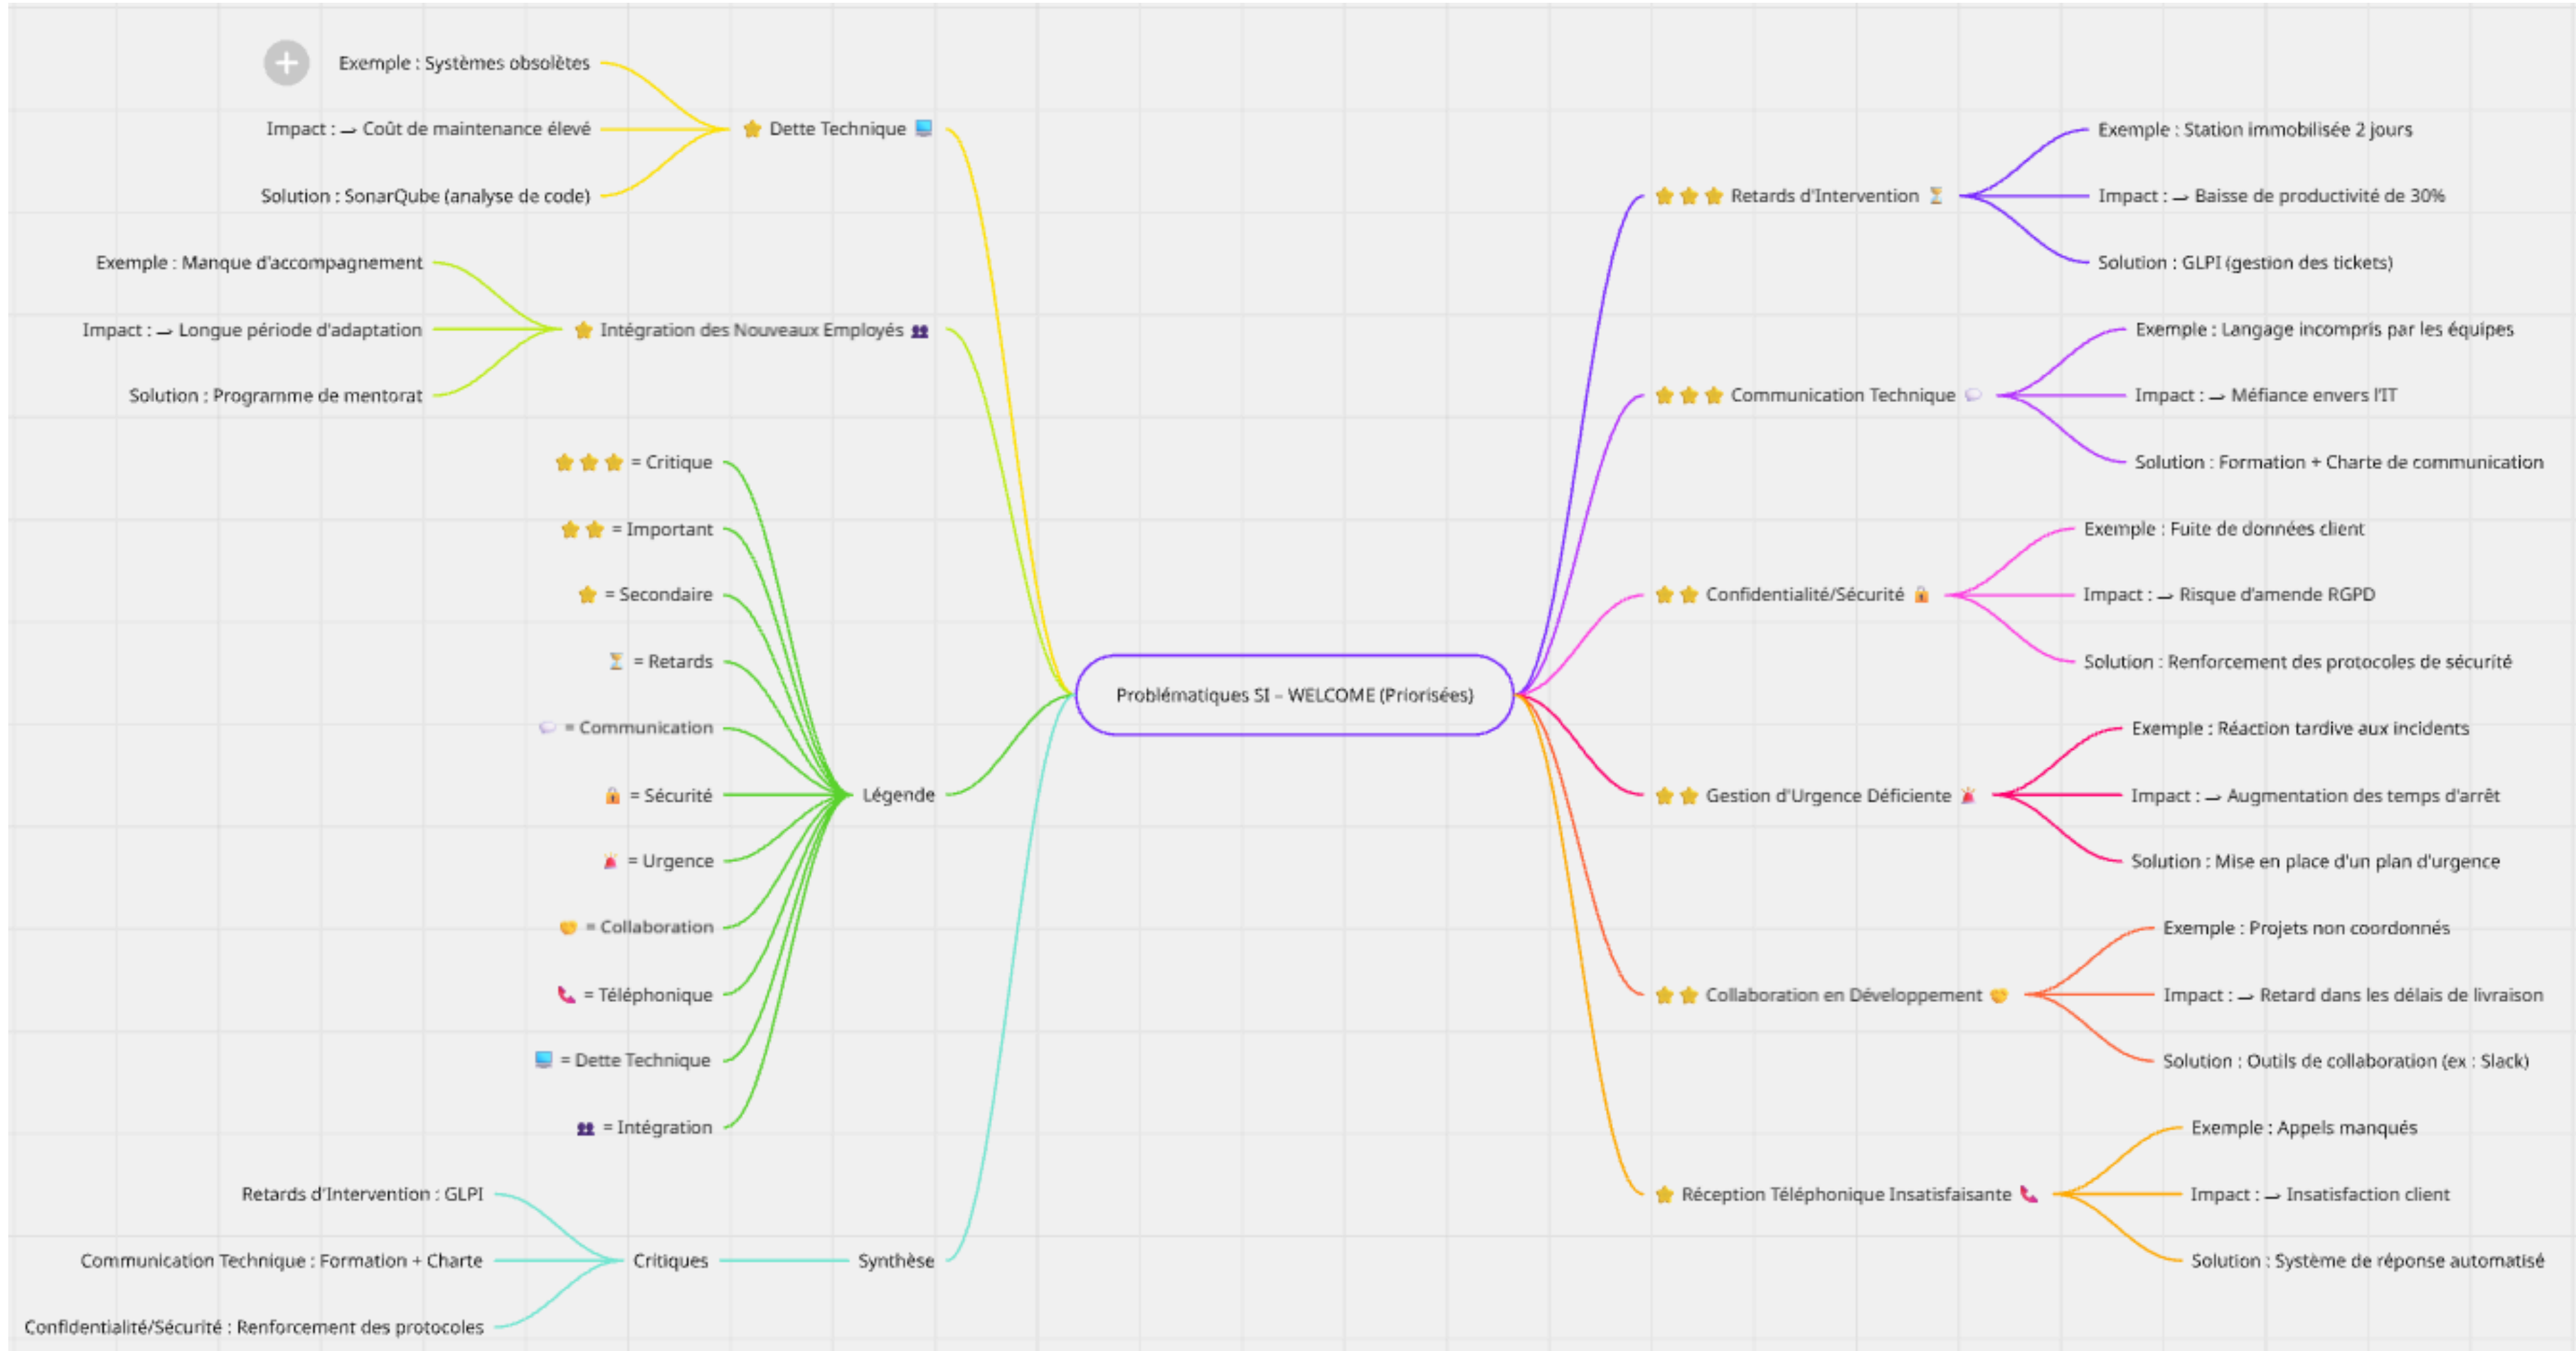 Problématiques SI – WELCOME (Priorisées)
⭐⭐⭐ Retards d'Intervention ⏳
Exemple : Station immobilisée 2 jours
Impact : → Baisse de productivité de 30%
Solution : GLPI (gestion des tickets)
⭐⭐⭐ Communication Technique 💬
Exemple : Langage incompris par les équipes
Impact : → Méfiance envers l'IT
Solution : Formation + Charte de communication
⭐⭐ Confidentialité/Sécurité 🔒
Exemple : Fuite de données client
Impact : → Risque d'amende RGPD
Solution : Renforcement des protocoles de sécurité
⭐⭐ Gestion d'Urgence Déficiente 🚨
Exemple : Réaction tardive aux incidents
Impact : → Augmentation des temps d'arrêt
Solution : Mise en place d'un plan d'urgence
⭐⭐ Collaboration en Développement 🤝
Exemple : Projets non coordonnés
Impact : → Retard dans les délais de livraison
Solution : Outils de collaboration (ex : Slack)
⭐ Réception Téléphonique Insatisfaisante 📞
Exemple : Appels manqués
Impact : → Insatisfaction client
Solution : Système de réponse automatisé
⭐ Dette Technique 🖥️
Exemple : Systèmes obsolètes
Impact : → Coût de maintenance élevé
Solution : SonarQube (analyse de code)
⭐ Intégration des Nouveaux Employés 👥
Exemple : Manque d'accompagnement
Impact : → Longue période d'adaptation
Solution : Programme de mentorat
Légende
⭐⭐⭐ = Critique
⭐⭐ = Important
⭐ = Secondaire
⏳ = Retards
💬 = Communication
🔒 = Sécurité
🚨 = Urgence
🤝 = Collaboration
📞 = Téléphonique
🖥️ = Dette Technique
👥 = Intégration
Synthèse
Critiques
Retards d'Intervention : GLPI
Communication Technique : Formation + Charte
Confidentialité/Sécurité : Renforcement des protocoles